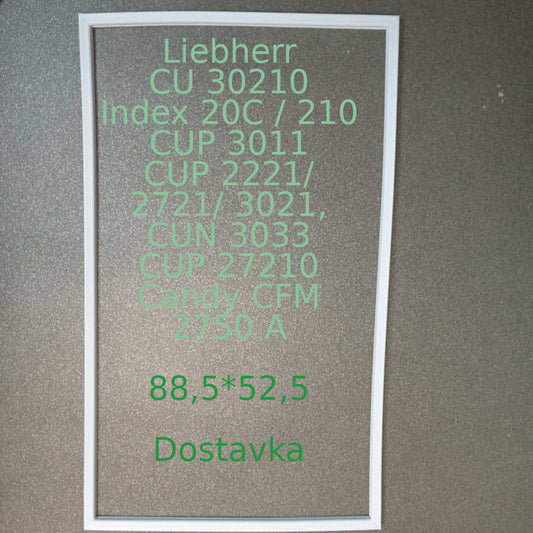 Liebherr
CU 30210
Index 20C / 210
CUP 3011
CUP 2221/
2721/ 3021,
CUN 3033
CUP 27210
Candy CFM
2750 A
88,5*52,5
Dostavka